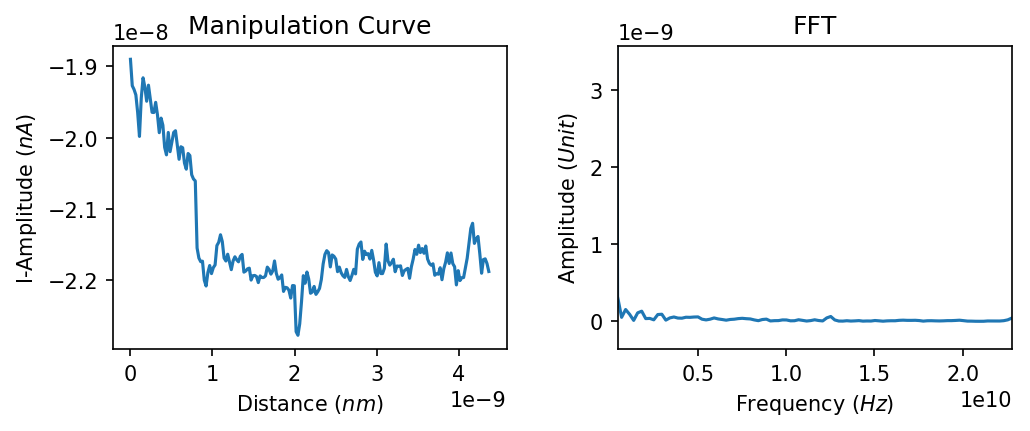 Manipulation Curve
1e−8
−1.9
−2.0
−2.1
−2.2
I-Amplitude (nA)
0 1 2 3 4
1e−9
Distance (nm)
FFT
1e−9
3
2
1
0
Amplitude (Unit)
0.5 1.0 1.5 2.0
1e10
Frequency (Hz)